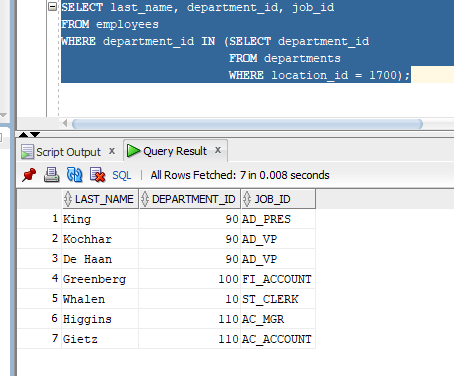 SELECT last_name, department_id, job_id
FROM employees
WHERE department_id IN (SELECT department_id
FROM departments
WHERE location_id = 1700);
Script Output x Query Result x
SQL | All Rows Fetched: 7 in 0.008 seconds
LAST_NAME DEPARTMENT_ID JOB_ID
1 King 90 AD_PRES
2 Kochhar 90 AD_VP
3 De Haan 90 AD_VP
4 Greenberg 100 FI_ACCOUNT
5 Whalen 10 ST_CLERK
6 Higgins 110 AC_MGR
7 Gietz 110 AC_ACCOUNT